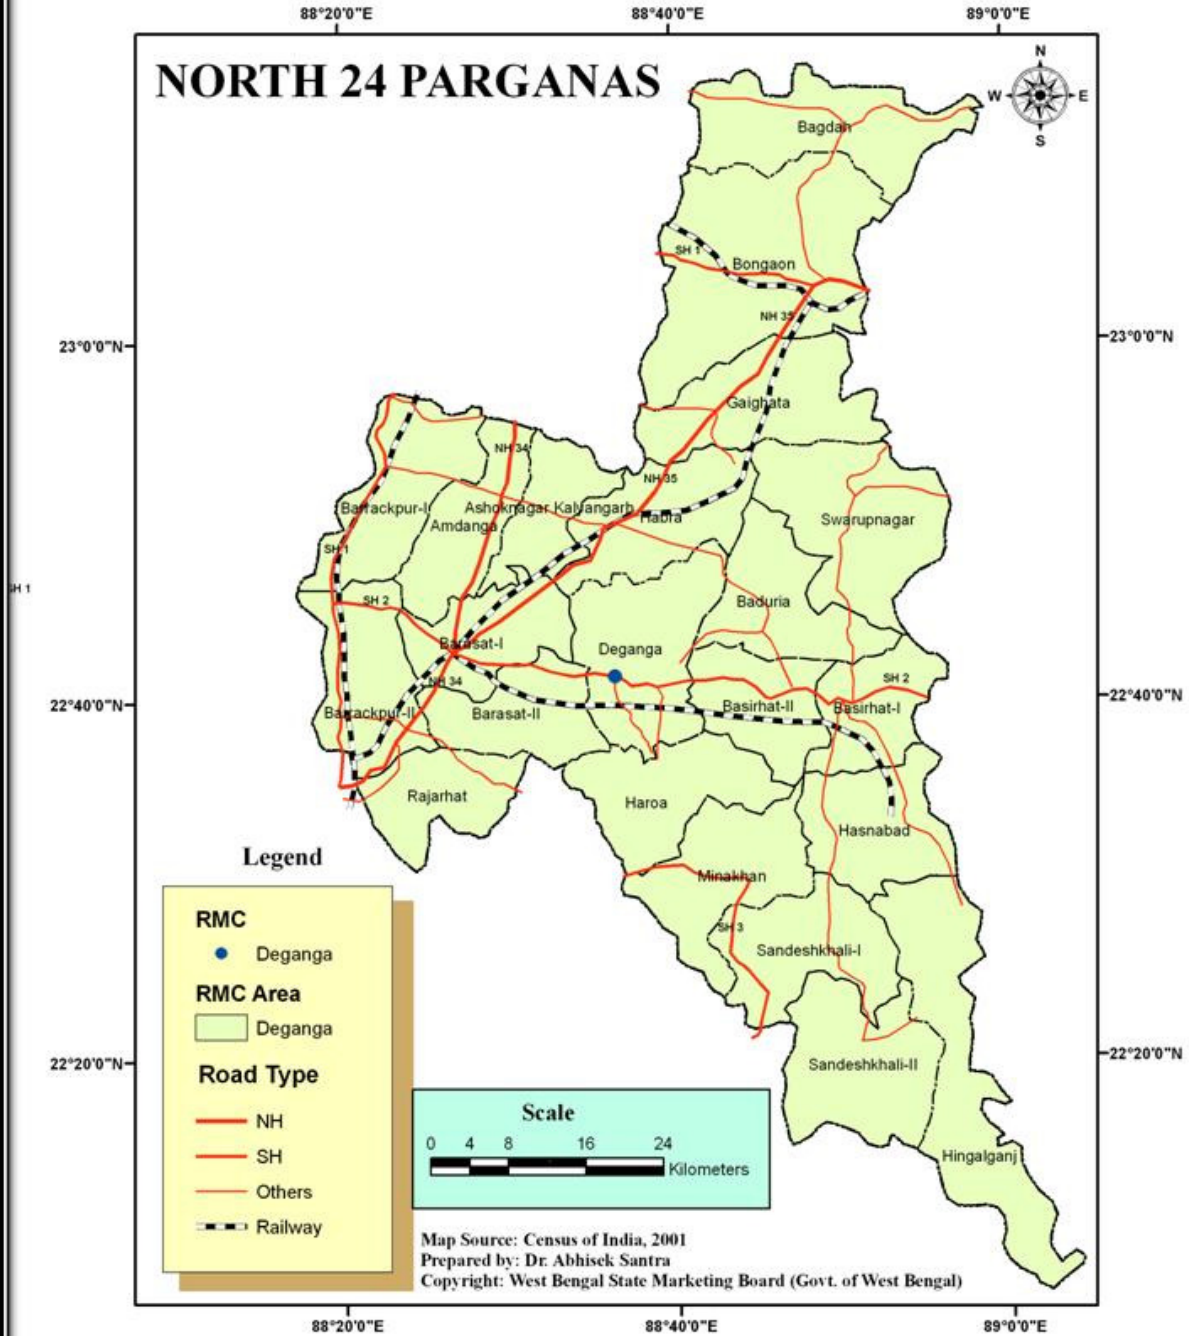 88°20'0"E 88°40'0"E 89°0'0"E
NORTH 24 PARGANAS
N
W E
S
Bagdah
SH 1
Bongaon
NH 35
23°0'0"N 23°0'0"N
Gaighata
NH 34
NH 35
Barrackpur-I
Ashoknagar Kalyangarh
Habra
Amdanga
Swarupnagar
SH 1
SH 1
SH 2
Baduria
Barasat-I
Deganga
NH 34
SH 2
22°40'0"N 22°40'0"N
Barrackpur-II
Barasat-II
Basirhat-II
Basirhat-I
Rajarhat
Haroa
Hasnabad
Minakhan
SH 3
Sandeshkhali-I
22°20'0"N 22°20'0"N
Sandeshkhali-II
Hingalganj
Legend
RMC
Deganga
RMC Area
Deganga
Road Type
NH
SH
Others
Railway
Scale
0 4 8 16 24
Kilometers
Map Source: Census of India, 2001
Prepared by: Dr. Abhisek Santra
Copyright: West Bengal State Marketing Board (Govt. of West Bengal)
88°20'0"E 88°40'0"E 89°0'0"E